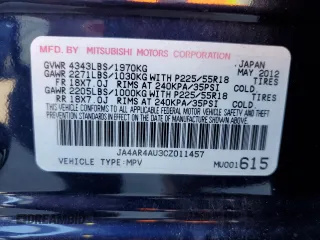 MFD BY MITSUBISHI MOTORS CORPORATION JAPAN
GVWR 4343LBS/1970KG MAY 2012
GAWR 2271LBS/1030KG WITH P225/55R18 TIRES
FR 18X7.0J RIMS AT 240KPA/35PSI COLD
GAWR 2205LBS/1000KG WITH P225/55R18 TIRES
RR 18X7.0J RIMS AT 240KPA/35PSI COLD
THIS VEHICLE CONFORMS TO ALL APPLICABLE FEDERAL
MOTOR VEHICLE SAFETY AND THEFT PREVENTION STANDARDS
IN EFFECT ON THE DATE OF MANUFACTURE SHOWN ABOVE.
JA4AR4AU3CZ011457
VEHICLE TYPE: MPV MU001615